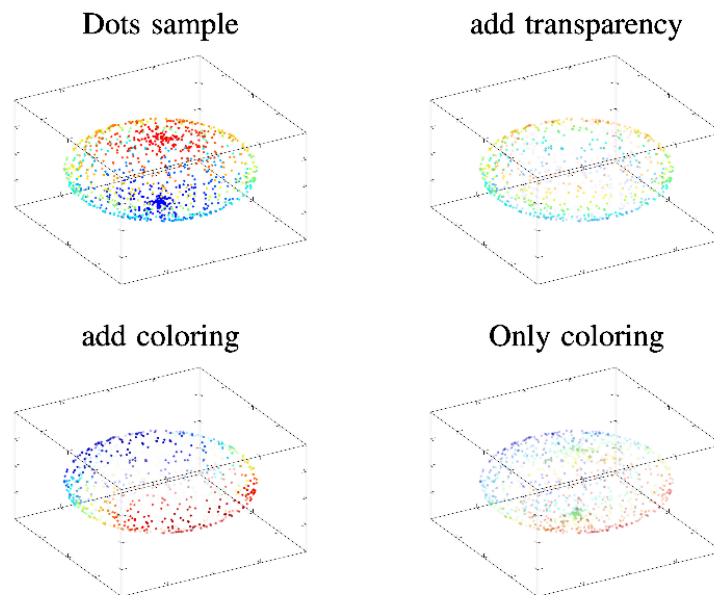 Dots sample
add transparency
add coloring
Only coloring